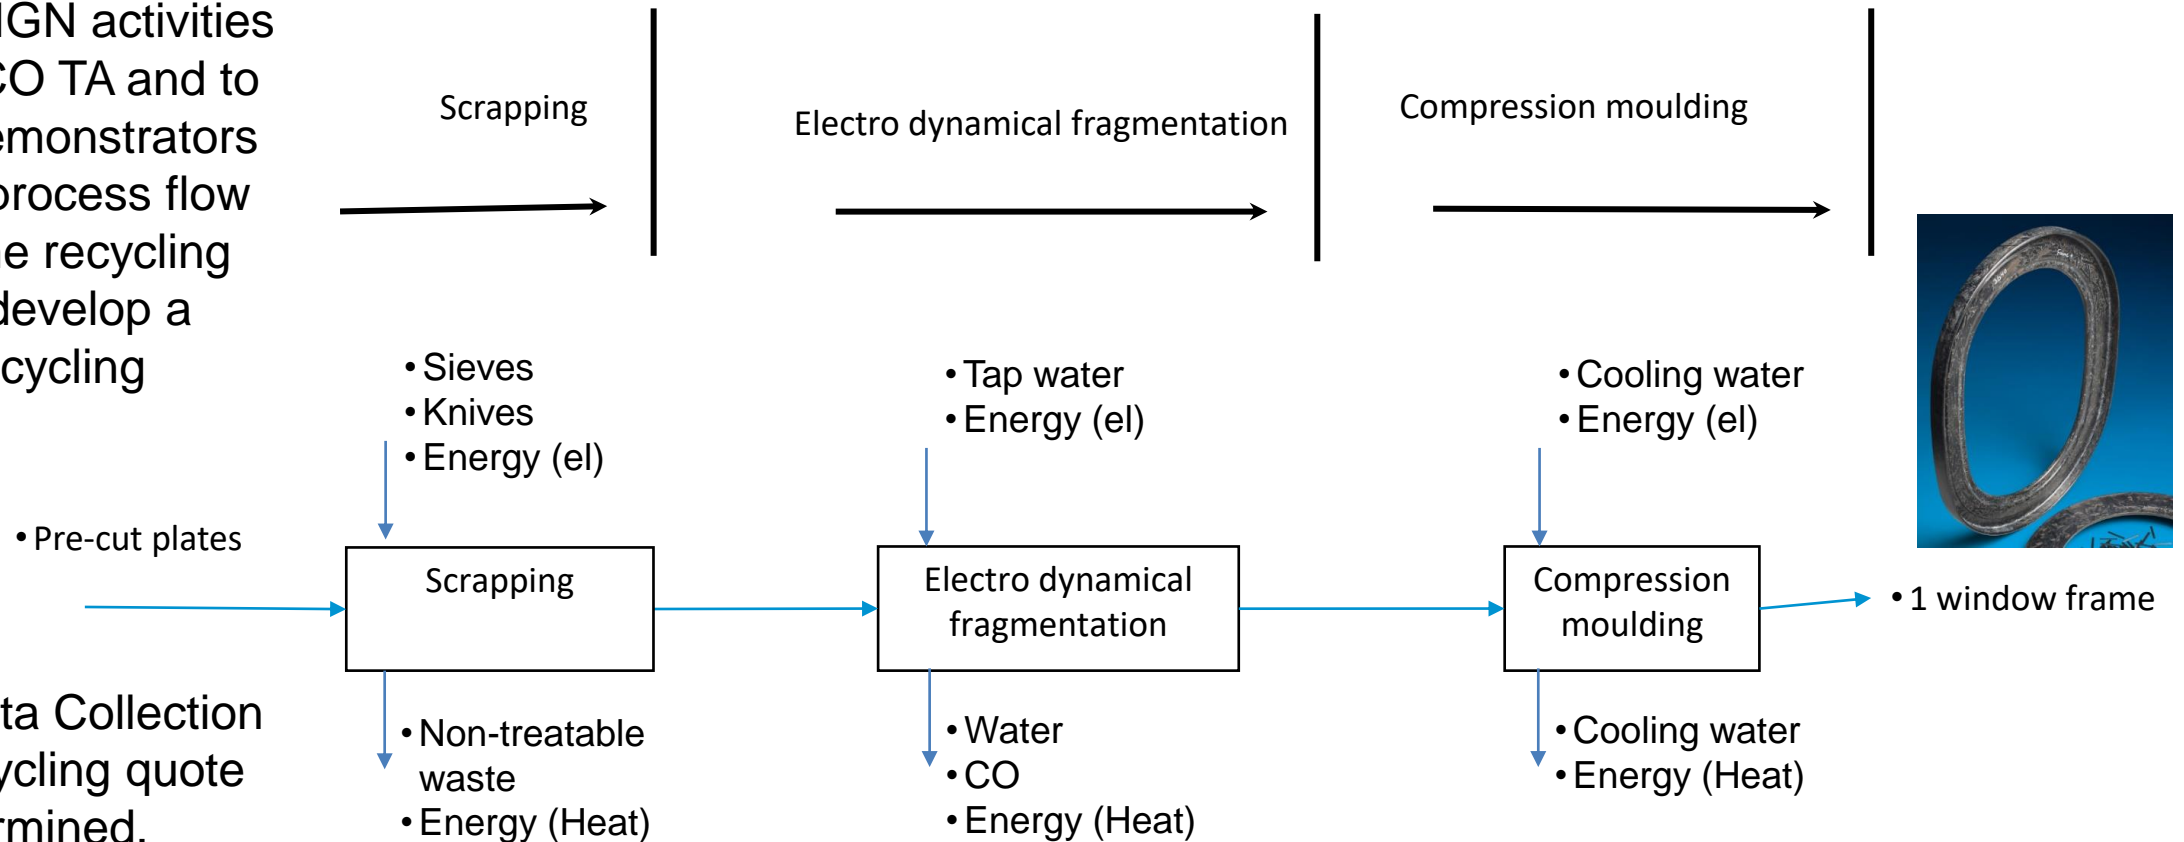 IGN activities
CO TA and to
emonstrators
process flow
he recycling
develop a
cycling
ta Collection
ycling quote
rmined.
Scrapping
Electro dynamical fragmentation
Compression moulding
• Sieves
• Knives
• Energy (el)
• Tap water
• Energy (el)
• Cooling water
• Energy (el)
• Pre-cut plates
Scrapping
Electro dynamical
fragmentation
Compression
moulding
• 1 window frame
• Non-treatable
waste
• Energy (Heat)
• Water
• CO
• Energy (Heat)
• Cooling water
• Energy (Heat)